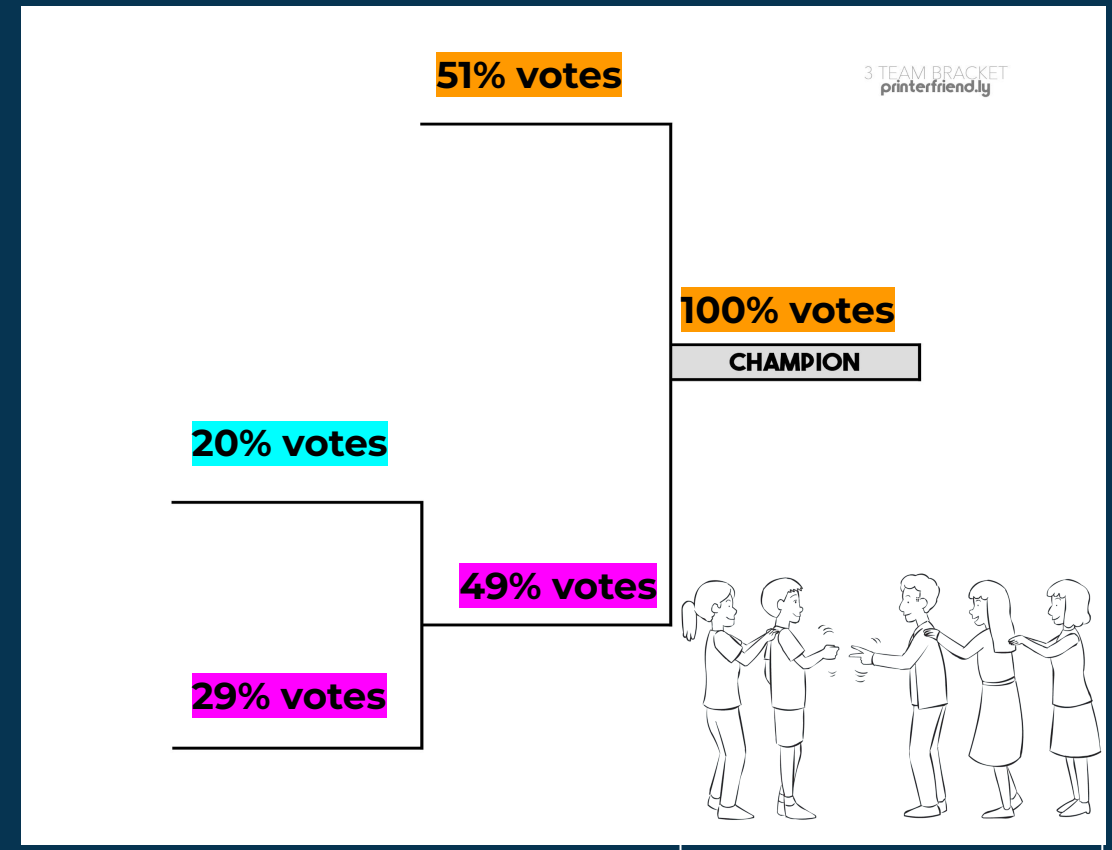 51% votes
3 TEAM BRACKET
printerfriend.ly
100% votes
CHAMPION
20% votes
49% votes
29% votes